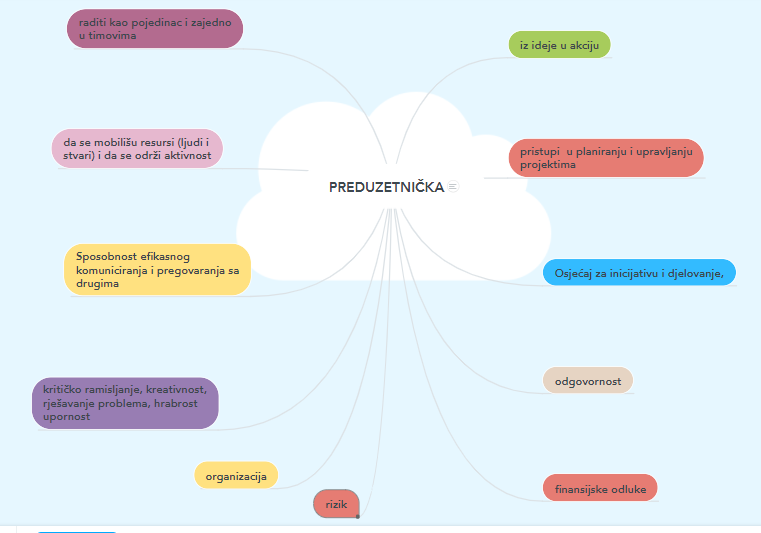 raditi kao pojedinac i zajedno
u timovima
iz ideje u akciju
da se mobilišu resursi (ljudi i
stvari) i da se održi aktivnost
pristupi u planiranju i upravljanju
projektima
PREDUZETNIČKA
Sposobnost efikasnog
komuniciranja i pregovaranja sa
drugima
Osjećaj za inicijativu i djelovanje,
kritičko ramisljanje, kreativnost,
rješavanje problema, hrabrost
upornost
odgovornost
organizacija
rizik
finansijske odluke